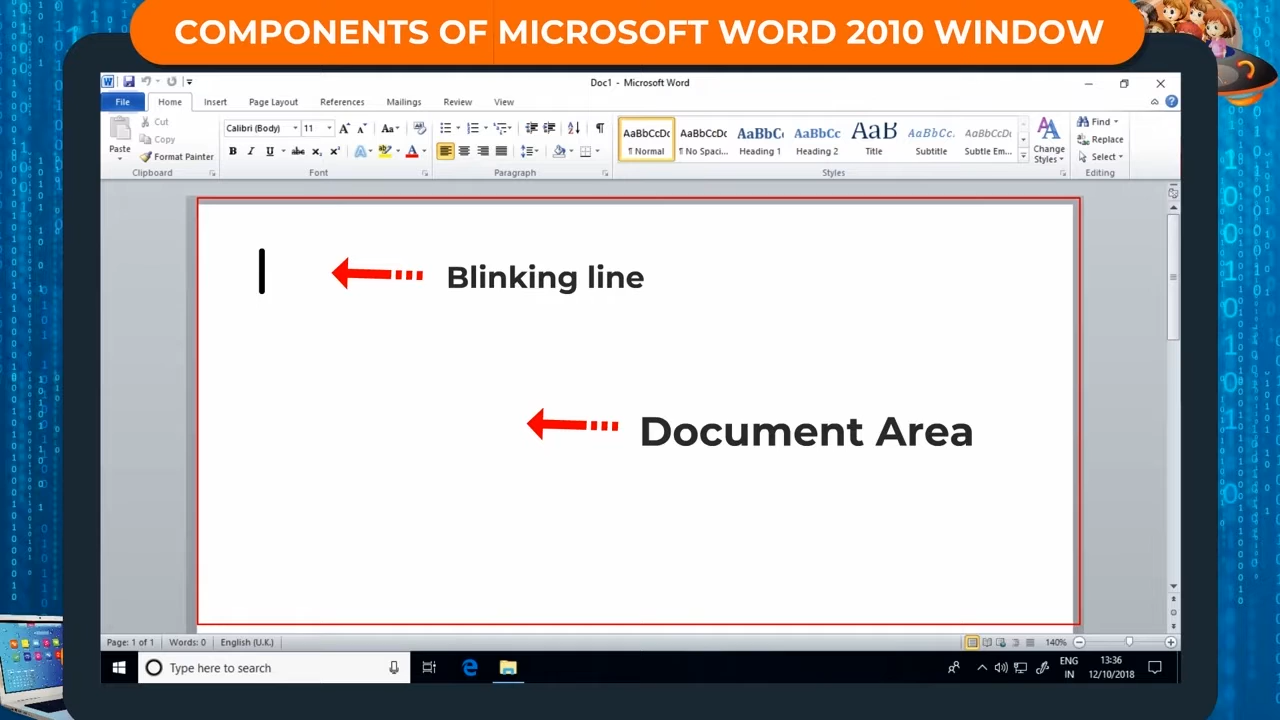 COMPONENTS OF MICROSOFT WORD 2010 WINDOW
Doc1 - Microsoft Word
File Home Insert Page Layout References Mailings Review View
Paste
Cut
Copy
Format Painter
Clipboard
Calibri (Body) 11
Font
Paragraph
AaBbCcDc AaBbCcDc AaBbC AaBbCc AaB AaBbCc. AaBbCcDc
¶ Normal ¶ No Spaci... Heading 1 Heading 2 Title Subtitle Subtle Em...
Change
Styles
Styles
Find
Replace
Select
Editing
Blinking line
Document Area
Page: 1 of 1 Words: 0 English (U.K.) 140%
Type here to search
ENG
IN
13:36
12/10/2018